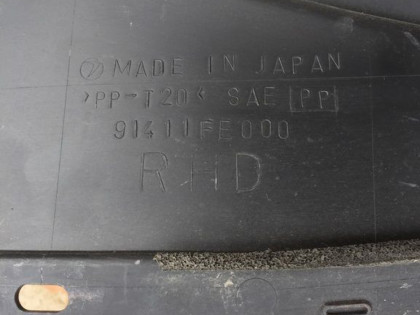 MADE IN JAPAN
>PP-T20< SAE PP
91411FE000
RHD